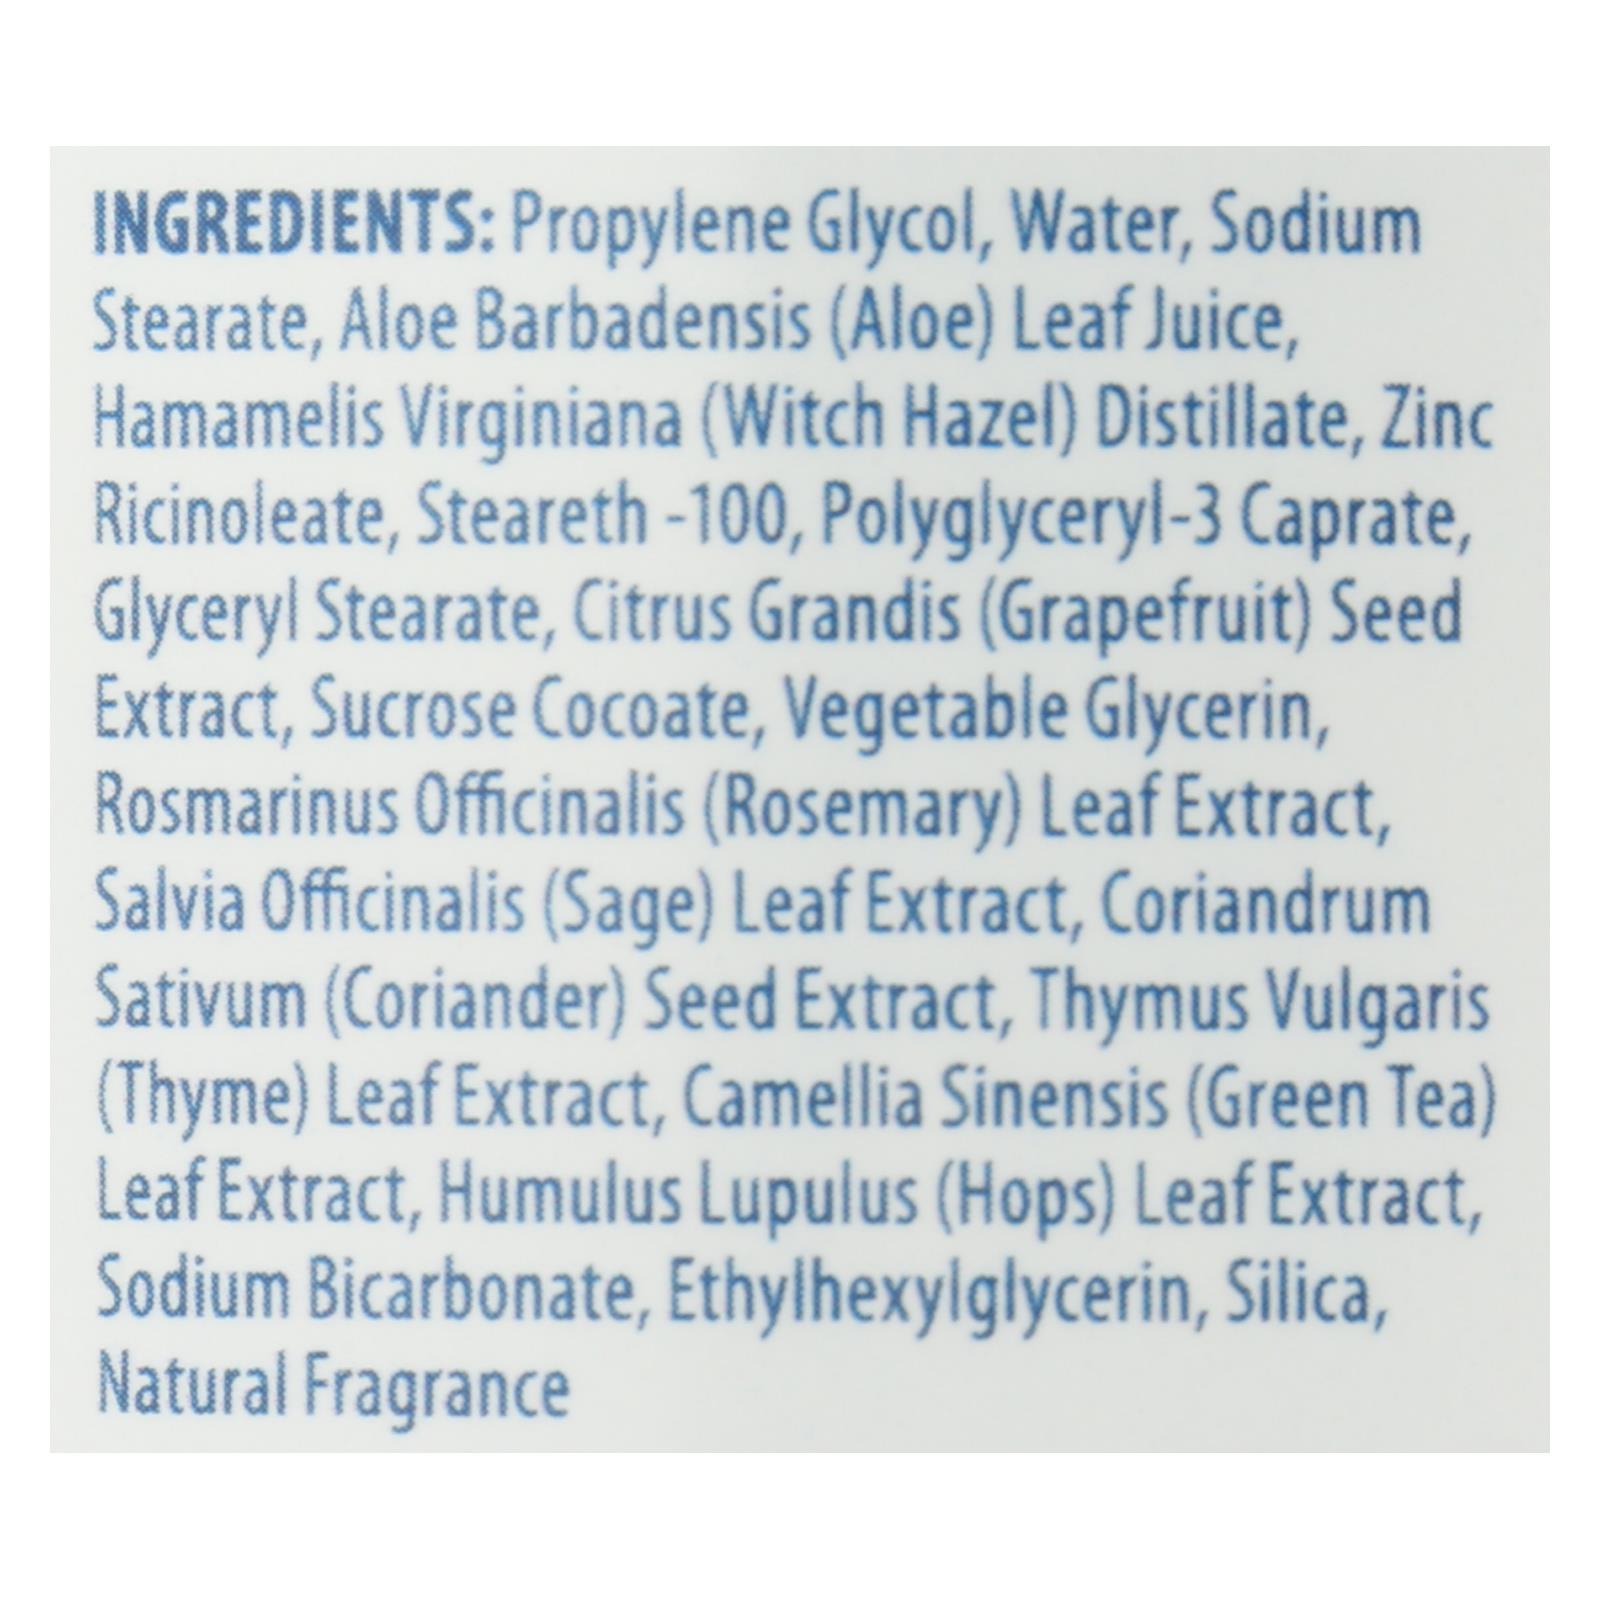 INGREDIENTS: Propylene Glycol, Water, Sodium
Stearate, Aloe Barbadensis (Aloe) Leaf Juice,
Hamamelis Virginiana (Witch Hazel) Distillate, Zinc
Ricinoleate, Steareth -100, Polyglyceryl-3 Caprate,
Glyceryl Stearate, Citrus Grandis (Grapefruit) Seed
Extract, Sucrose Cocoate, Vegetable Glycerin,
Rosmarinus Officinalis (Rosemary) Leaf Extract,
Salvia Officinalis (Sage) Leaf Extract, Coriandrum
Sativum (Coriander) Seed Extract, Thymus Vulgaris
(Thyme) Leaf Extract, Camellia Sinensis (Green Tea)
Leaf Extract, Humulus Lupulus (Hops) Leaf Extract,
Sodium Bicarbonate, Ethylhexylglycerin, Silica,
Natural Fragrance